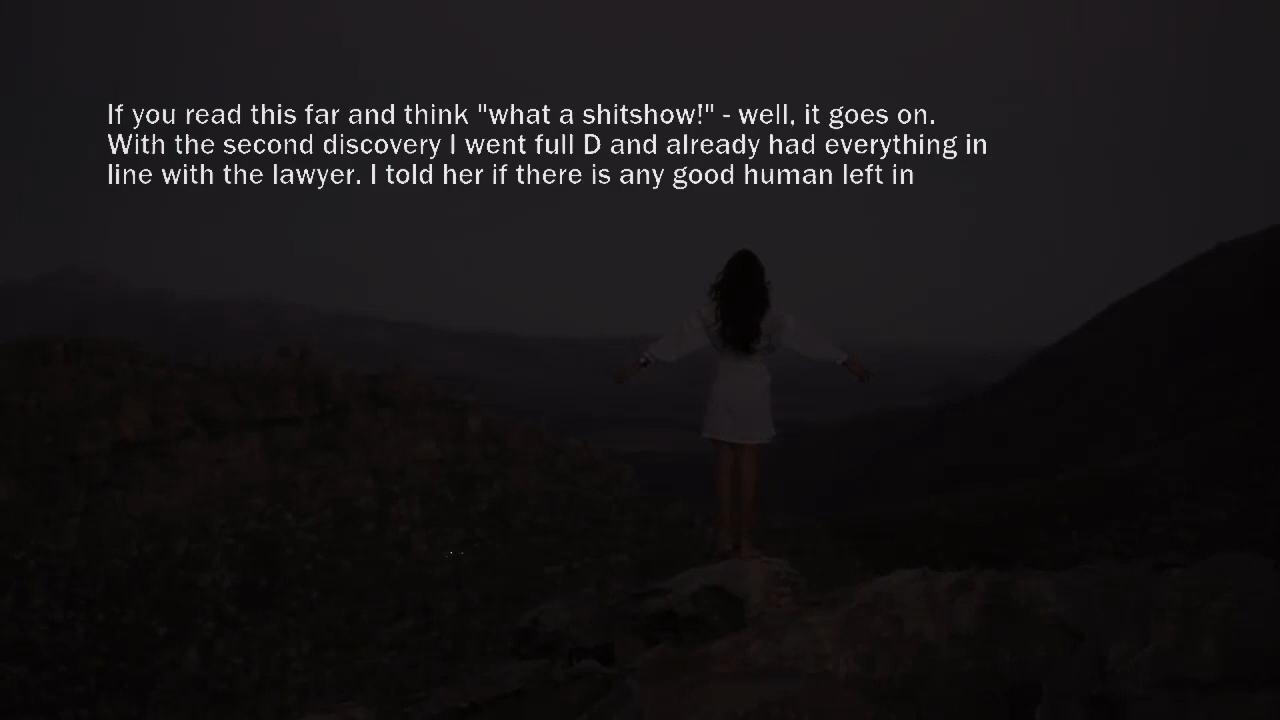 If you read this far and think "what a shitshow!" - well, it goes on.
With the second discovery I went full D and already had everything in
line with the lawyer. I told her if there is any good human left in